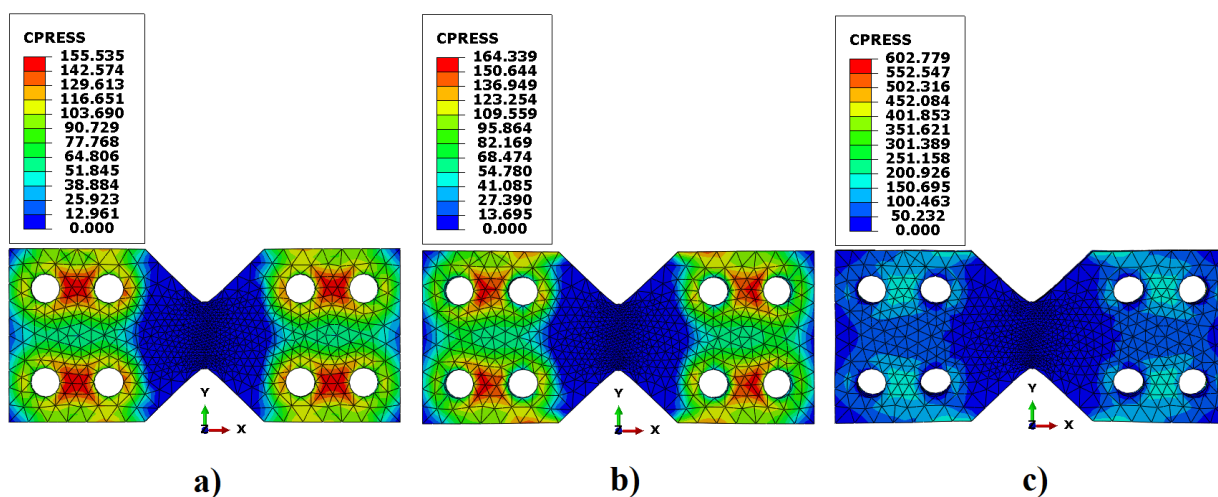 CPRESS
155.535
142.574
129.613
116.651
103.690
90.729
77.768
64.806
51.845
38.884
25.923
12.961
0.000
Y
Z
X
a)
CPRESS
164.339
150.644
136.949
123.254
109.559
95.864
82.169
68.474
54.780
41.085
27.390
13.695
0.000
Y
Z
X
b)
CPRESS
602.779
552.547
502.316
452.084
401.853
351.621
301.389
251.158
200.926
150.695
100.463
50.232
0.000
Y
Z
X
c)